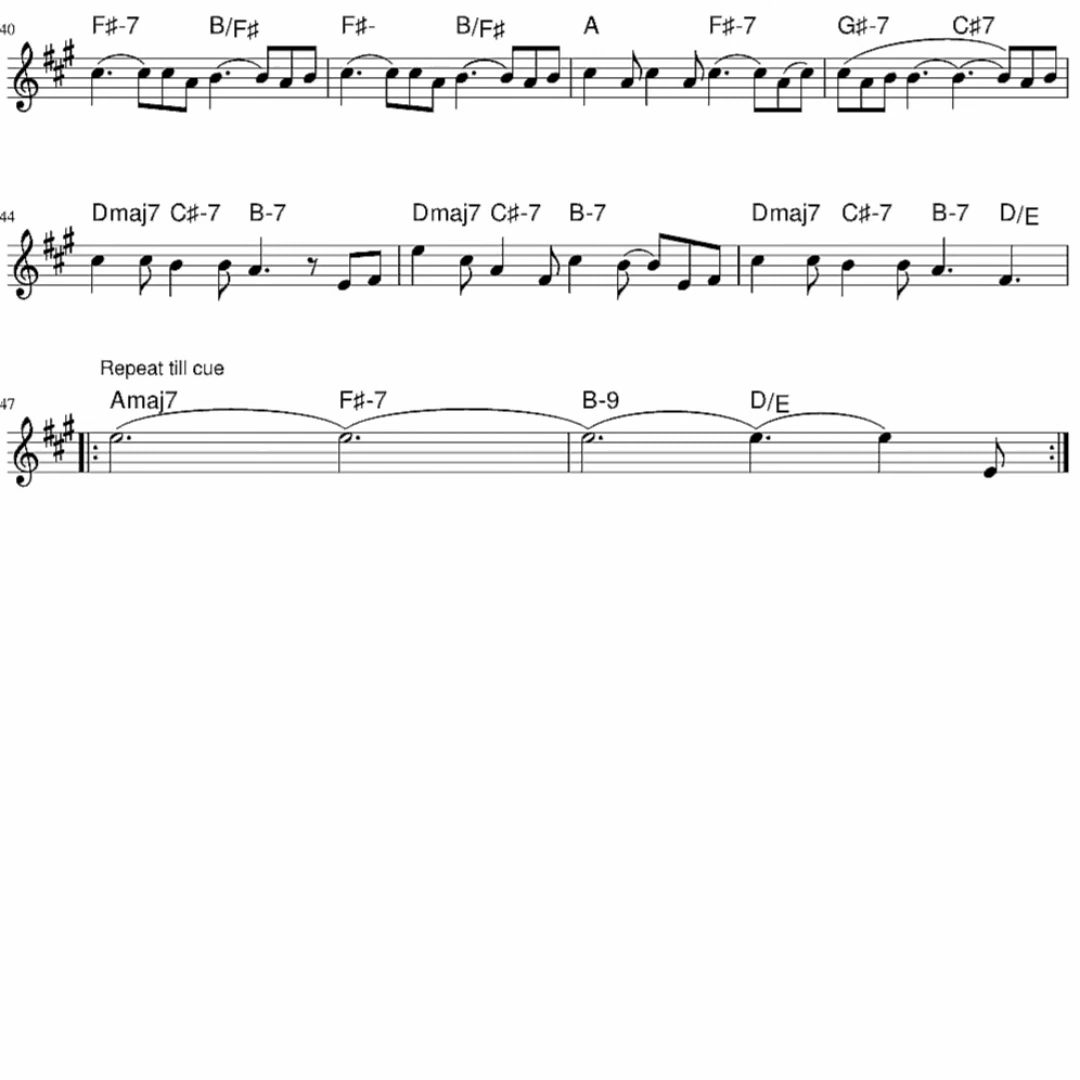 40 F♯-7 B/F♯ F♯- B/F♯ A F♯-7 G♯-7 C♯7
44 Dmaj7 C♯-7 B-7 Dmaj7 C♯-7 B-7 Dmaj7 C♯-7 B-7 D/E
Repeat till cue
47 Amaj7 F♯-7 B-9 D/E